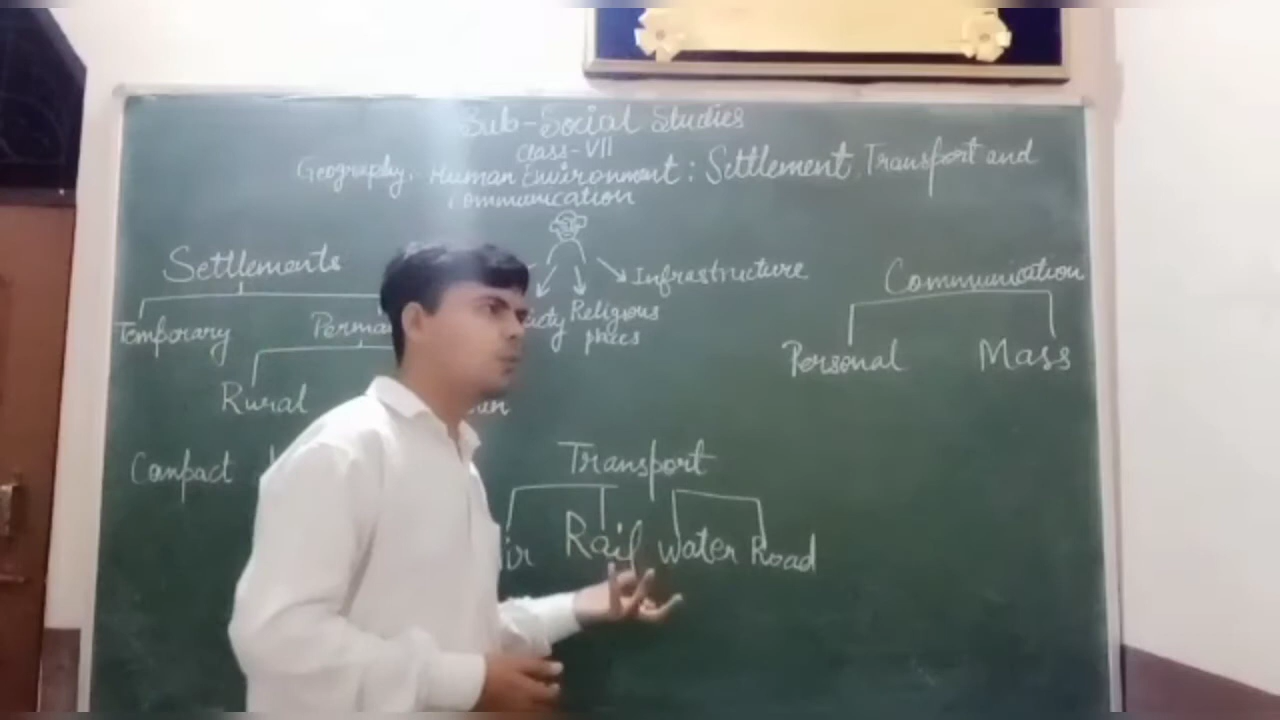 Sub-Social Studies
Class-VII
Geography: Human Environment: Settlement, Transport and
Communication
Settlements
Infrastructure
Communication
Temporary
Religious
places
Personal
Mass
Rural
Compact
Transport
Rail
Water
Road